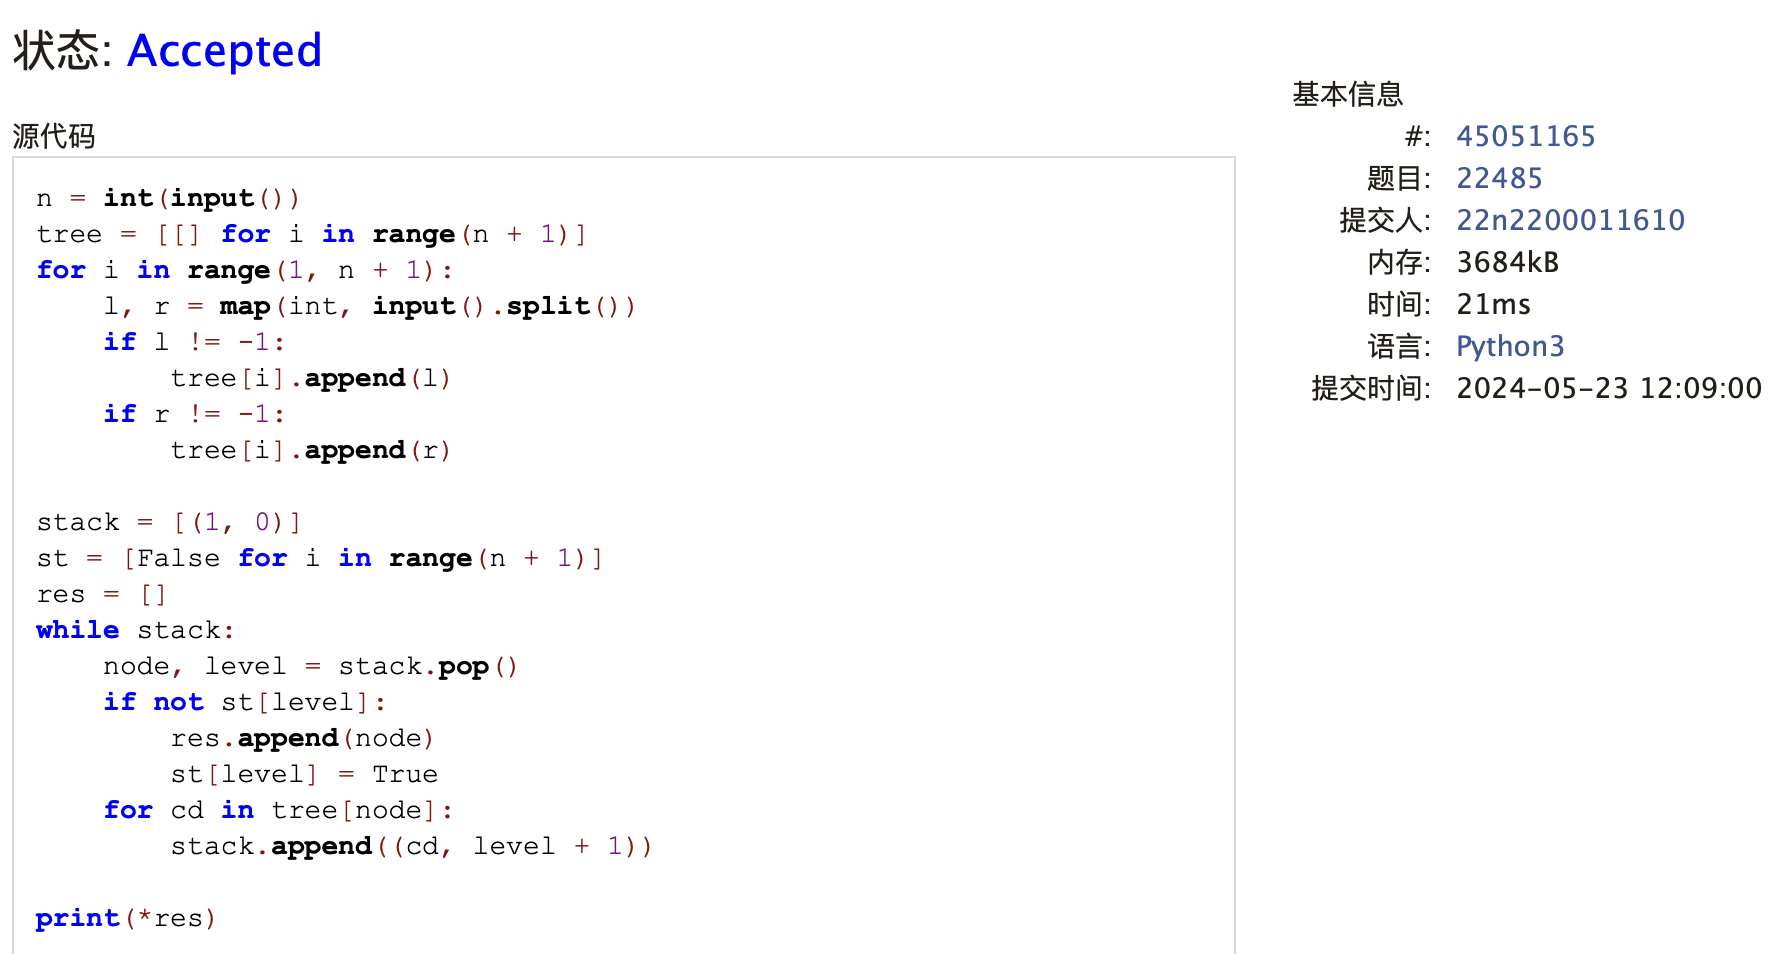 状态: Accepted
源代码
n = int(input())
tree = [[] for i in range(n + 1)]
for i in range(1, n + 1):
    l, r = map(int, input().split())
    if l != -1:
        tree[i].append(l)
    if r != -1:
        tree[i].append(r)

stack = [(1, 0)]
st = [False for i in range(n + 1)]
res = []
while stack:
    node, level = stack.pop()
    if not st[level]:
        res.append(node)
        st[level] = True
    for cd in tree[node]:
        stack.append((cd, level + 1))

print(*res)
基本信息
#: 45051165
题目: 22485
提交人: 22n2200011610
内存: 3684kB
时间: 21ms
语言: Python3
提交时间: 2024-05-23 12:09:00